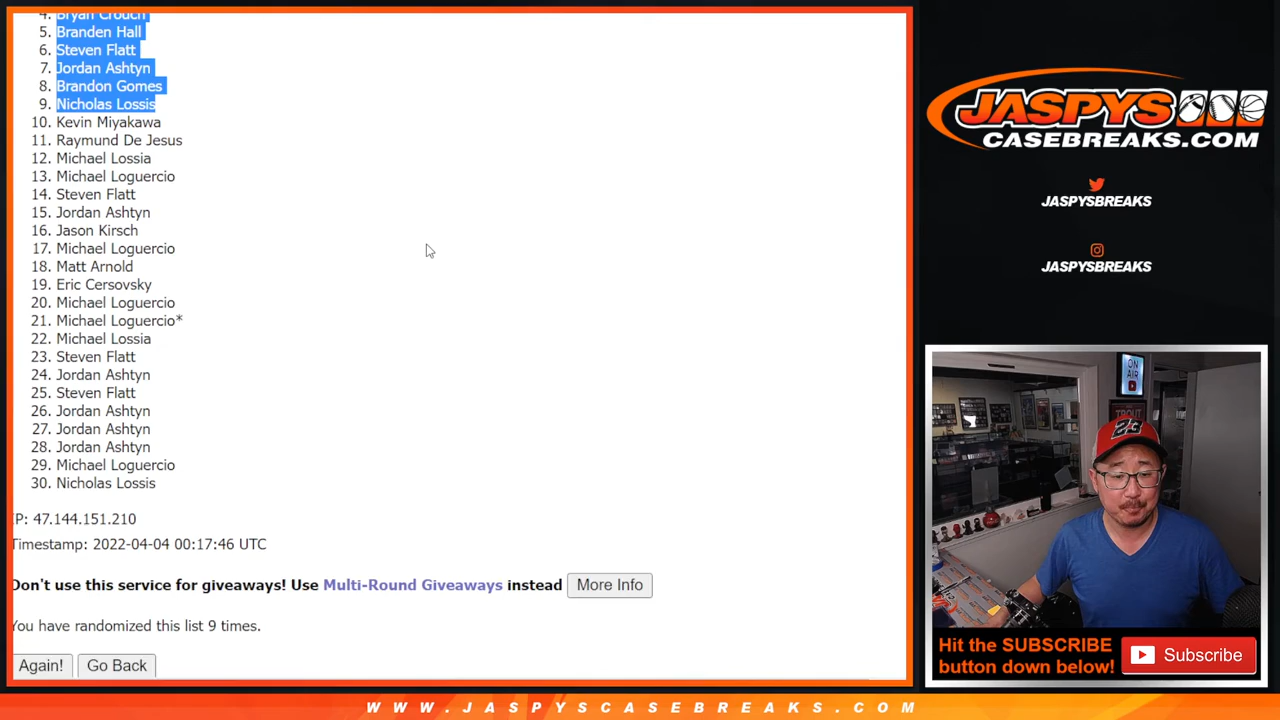 4. Bryan Crouch
5. Branden Hall
6. Steven Flatt
7. Jordan Ashtyn
8. Brandon Gomes
9. Nicholas Lossis
10. Kevin Miyakawa
11. Raymund De Jesus
12. Michael Lossia
13. Michael Loguercio
14. Steven Flatt
15. Jordan Ashtyn
16. Jason Kirsch
17. Michael Loguercio
18. Matt Arnold
19. Eric Cersovsky
20. Michael Loguercio
21. Michael Loguercio*
22. Michael Lossia
23. Steven Flatt
24. Jordan Ashtyn
25. Steven Flatt
26. Jordan Ashtyn
27. Jordan Ashtyn
28. Jordan Ashtyn
29. Michael Loguercio
30. Nicholas Lossis
IP: 47.144.151.210
Timestamp: 2022-04-04 00:17:46 UTC
Don't use this service for giveaways! Use Multi-Round Giveaways instead More Info
You have randomized this list 9 times.
Again! Go Back
JASPYS
CASEBREAKS.COM
JASPYSBREAKS
JASPYSBREAKS
ON
AIR
TROUT
23
Hit the SUBSCRIBE
button down below!
Subscribe
WWW.JASPYSCASEBREAKS.COM